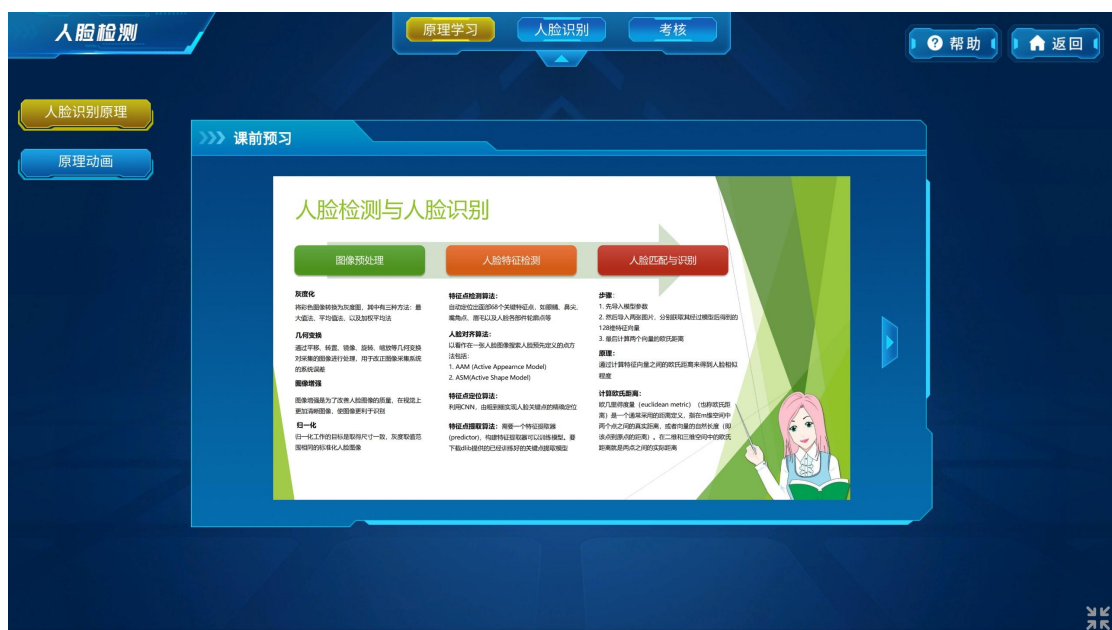 人脸检测
原理学习
人脸识别
考核
帮助
返回
人脸识别原理
原理动画
课前预习
人脸检测与人脸识别
图像预处理
人脸特征检测
人脸匹配与识别
灰度化
将彩色图像转换为灰度图，其中有三种方法：最
大值法、平均值法、以及加权平均法
几何变换
通过平移、转置、镜像、旋转、缩放等几何变换
对采集的图像进行处理，用于改正图像采集系统
的系统误差
图像增强
图像增强是为了改善人脸图像的质量，在视觉上
更加清晰图像，使图像更利于识别
归一化
归一化工作的目标是取得尺寸一致，灰度取值范
围相同的标准化人脸图像
特征点检测算法：
自动定位出面部68个关键特征点，如眼睛、鼻尖、
嘴角点、眉毛以及人脸各部件轮廓点等
人脸对齐算法：
以看作在一张人脸图像搜索人脸预先定义的点方
法包括：
1. AAM (Active Appearnce Model)
2. ASM(Active Shape Model)
特征点定位算法：
利用CNN，由粗到细实现人脸关键点的精确定位
特征点提取算法：需要一个特征提取器
(predictor)，构建特征提取器可以训练模型，要
下载dlib提供的已经训练好的关键点提取模型
步骤：
1. 先导入模型参数
2. 然后导入两张图片，分别获取其经过模型后得到的
128维特征向量
3. 最后计算两个向量的欧氏距离
原理：
通过计算特征向量之间的欧氏距离来得到人脸相似
程度
计算欧氏距离：
欧几里得度量（euclidean metric）（也称欧氏距
离）是一个通常采用的距离定义，指在m维空间中
两个点之间的真实距离，或者向量的自然长度（即
该点到原点的距离）。在二维和三维空间中的欧氏
距离就是两点之间的实际距离